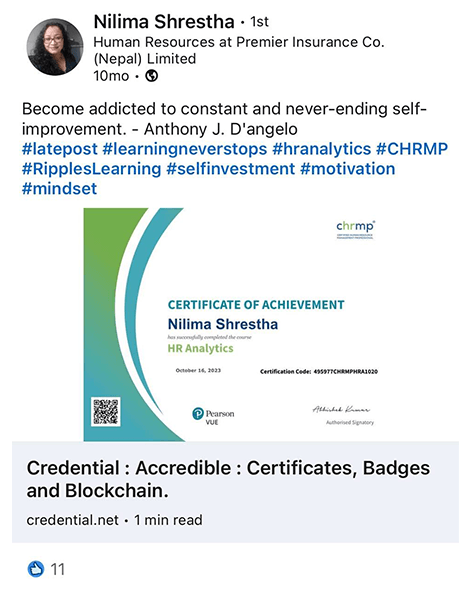 Nilima Shrestha • 1st
Human Resources at Premier Insurance Co.
(Nepal) Limited
10mo •
Become addicted to constant and never-ending self-
improvement. - Anthony J. D'angelo
#latepost #learningneverstops #hranalytics #CHRMP
#RipplesLearning #selfinvestment #motivation
#mindset
chrmp
CERTIFICATE OF ACHIEVEMENT
Nilima Shrestha
has successfully completed the course
HR Analytics
October 16, 2023
Certification Code: 495977CHRMPHRA1020
Pearson
VUE
Abhishek Kumar
Authorised Signatory
Credential : Accredible : Certificates, Badges
and Blockchain.
credential.net • 1 min read
11